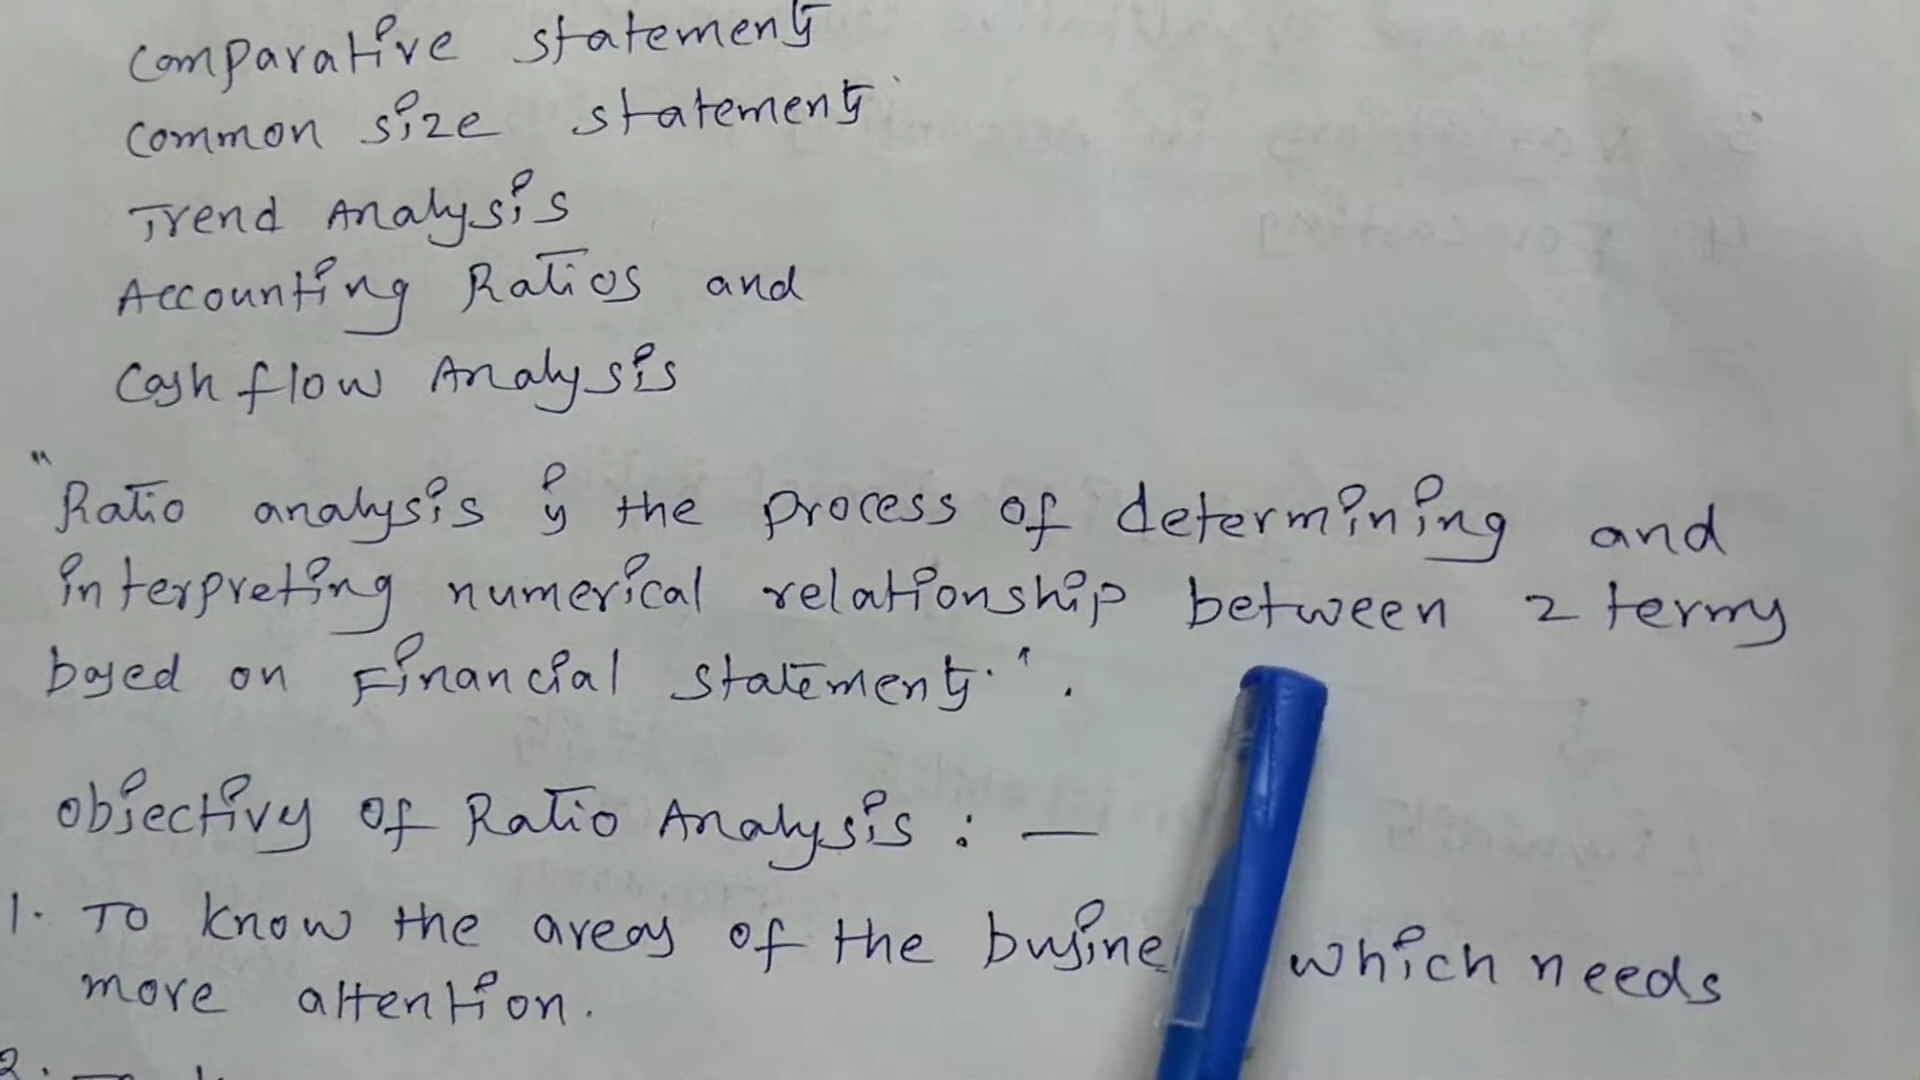 Comparative statements
Common size statements
Trend Analysis
Accounting Ratios and
Cash flow Analysis
"Ratio analysis is the process of determining and
interpreting numerical relationship between 2 terms
based on Financial statements.".
Objectives of Ratio Analysis : —
1. To know the areas of the busine which needs
more attention.
2. To